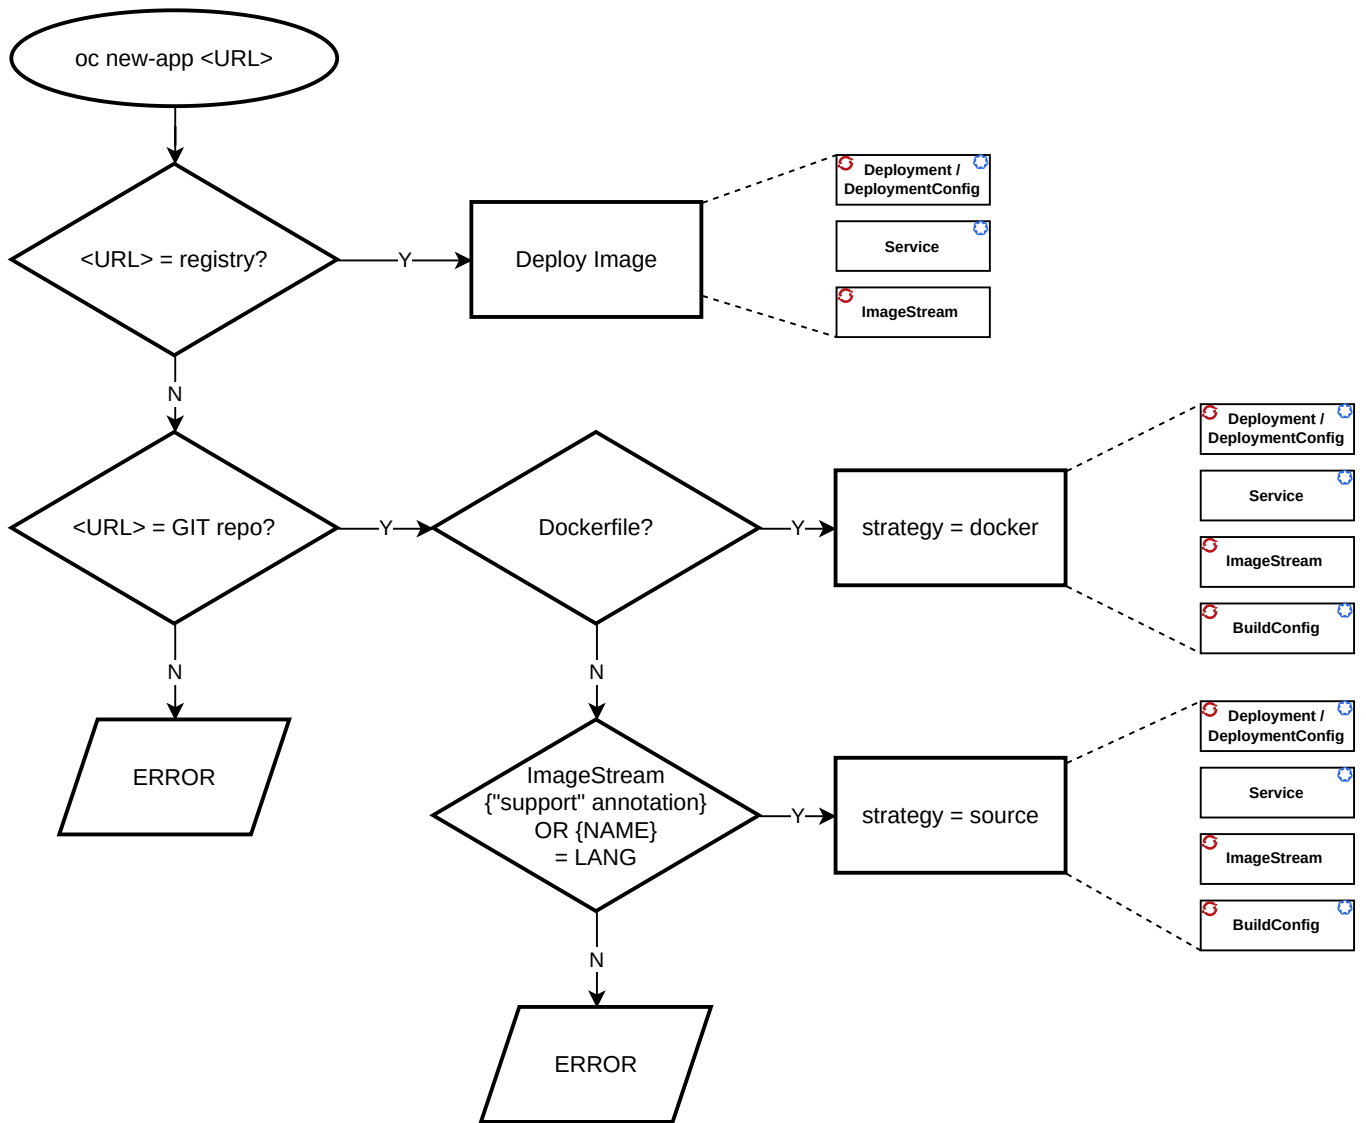 oc new-app <URL>
<URL> = registry?
Y
Deploy Image
Deployment /
DeploymentConfig
Service
ImageStream
N
<URL> = GIT repo?
Y
Dockerfile?
Y
strategy = docker
Deployment /
DeploymentConfig
Service
ImageStream
BuildConfig
N
ERROR
N
ImageStream
{"support" annotation}
OR {NAME}
= LANG
Y
strategy = source
Deployment /
DeploymentConfig
Service
ImageStream
BuildConfig
N
ERROR